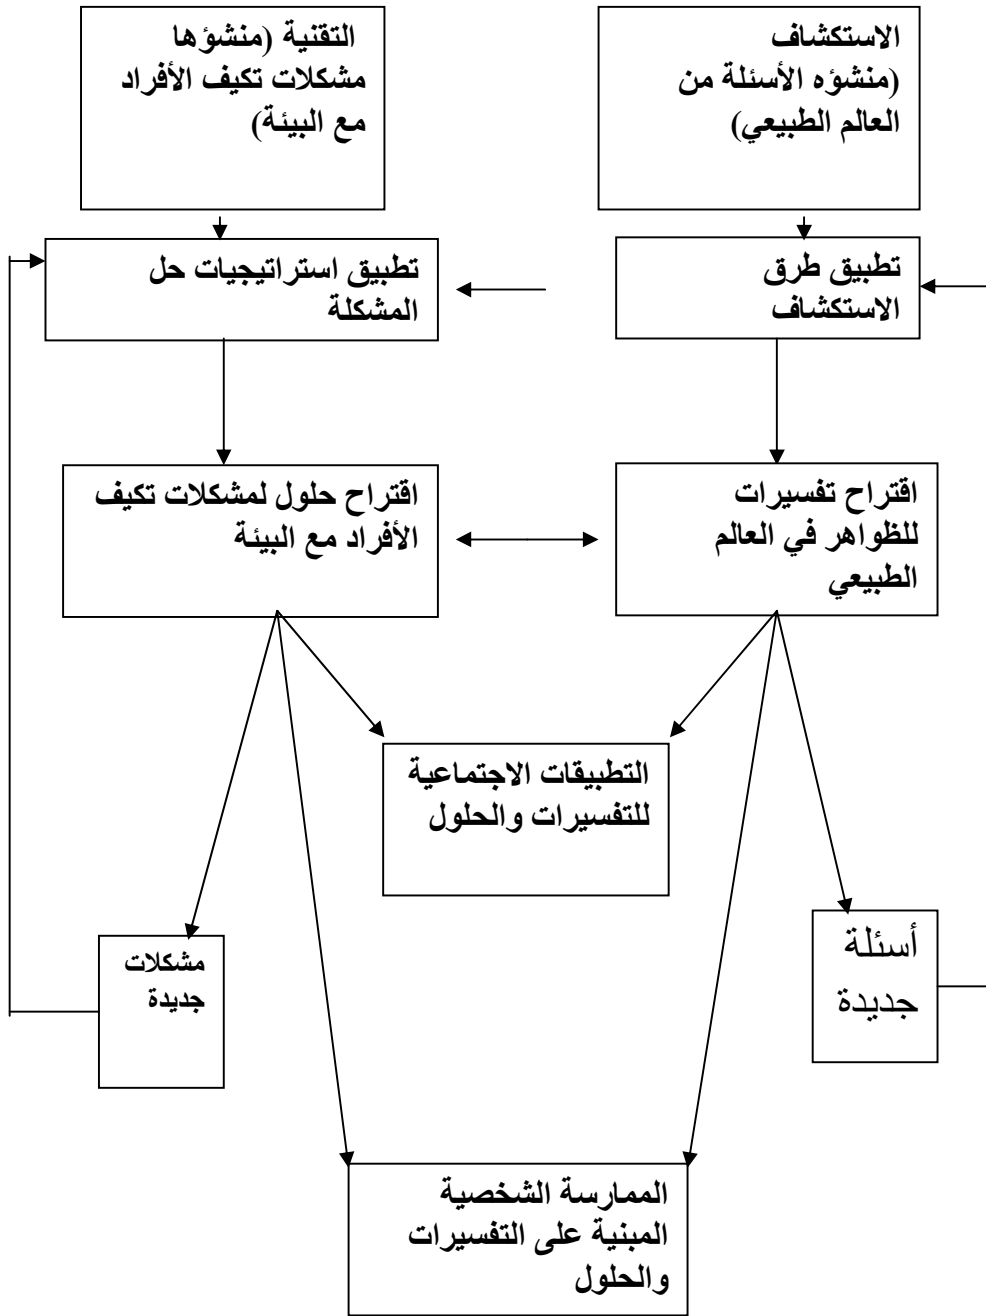 الاستكشاف
(منشؤه الأسئلة من
العالم الطبيعي)
التقنية (منشؤها
مشكلات تكيف الأفراد
مع البيئة)
تطبيق طرق
الاستكشاف
تطبيق استراتيجيات حل
المشكلة
اقتراح تفسيرات
للظواهر في العالم
الطبيعي
اقتراح حلول لمشكلات تكيف
الأفراد مع البيئة
التطبيقات الاجتماعية
للتفسيرات والحلول
أسئلة
جديدة
مشكلات
جديدة
الممارسة الشخصية
المبنية على التفسيرات
والحلول